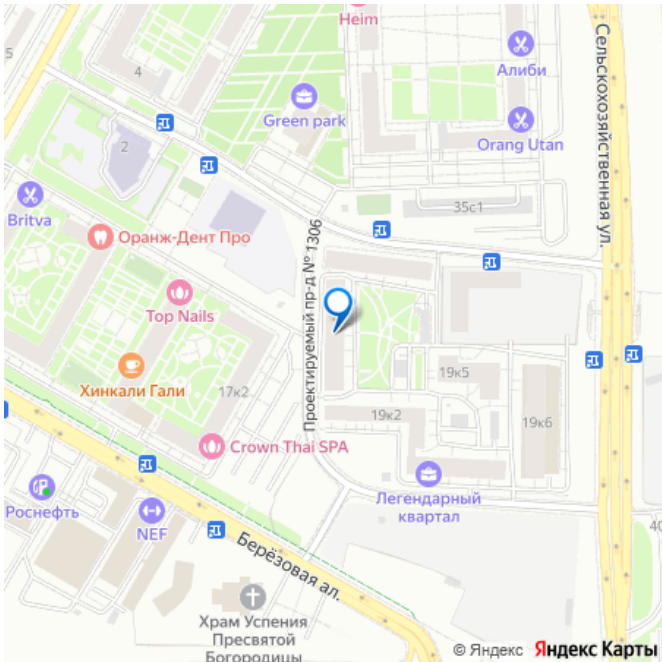 Heim
Алиби
Сельскохозяйственная ул.
5
4
Green park
Orang Utan
2
35с1
Britva
Оранж-Дент Про
Проектируемый пр-д № 1306
Top Nails
Хинкали Гали
17к2
19к5
19к2
19к6
Crown Thai SPA
Легендарный
квартал
Роснефть
NEF
40
Берёзовая ал.
Храм Успения
Пресвятой
Богородицы
© Яндекс Яндекс Карты